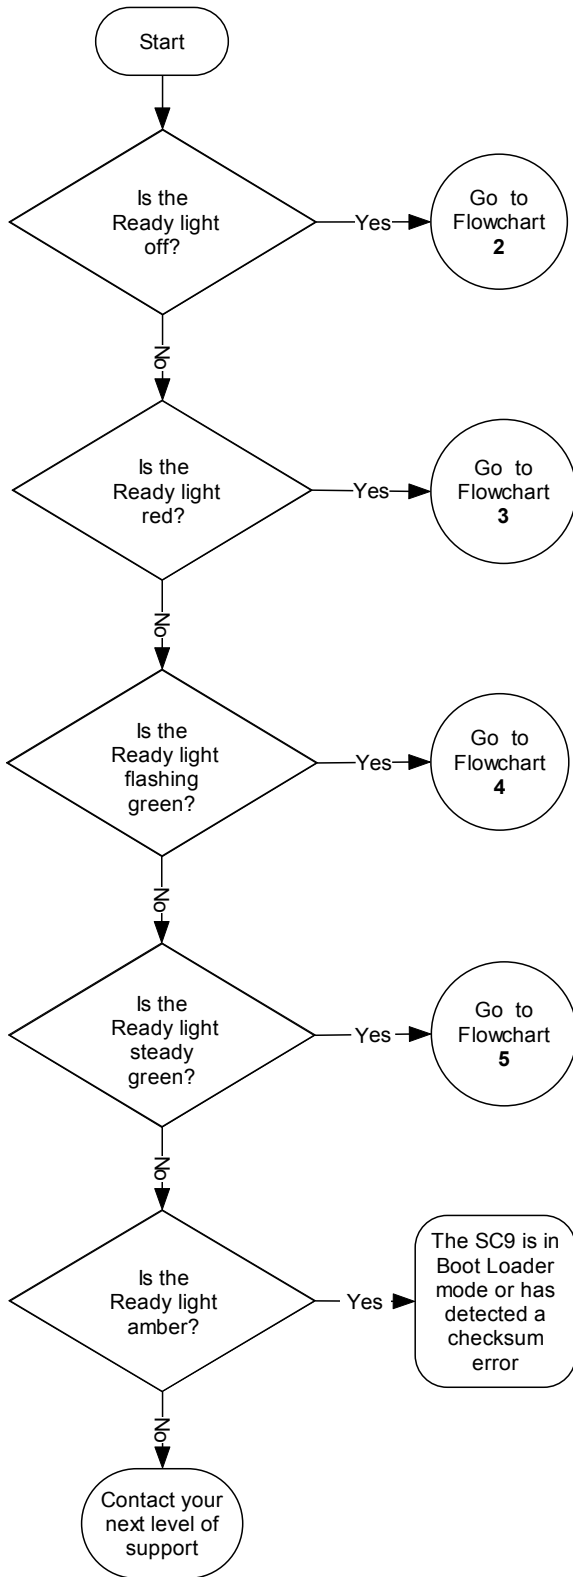 Start
Is the
Ready light
off?
Yes
Go to
Flowchart
2
No
Is the
Ready light
red?
Yes
Go to
Flowchart
3
No
Is the
Ready light
flashing
green?
Yes
Go to
Flowchart
4
No
Is the
Ready light
steady
green?
Yes
Go to
Flowchart
5
No
Is the
Ready light
amber?
Yes
The SC9 is in
Boot Loader
mode or has
detected a
checksum
error
No
Contact your
next level of
support